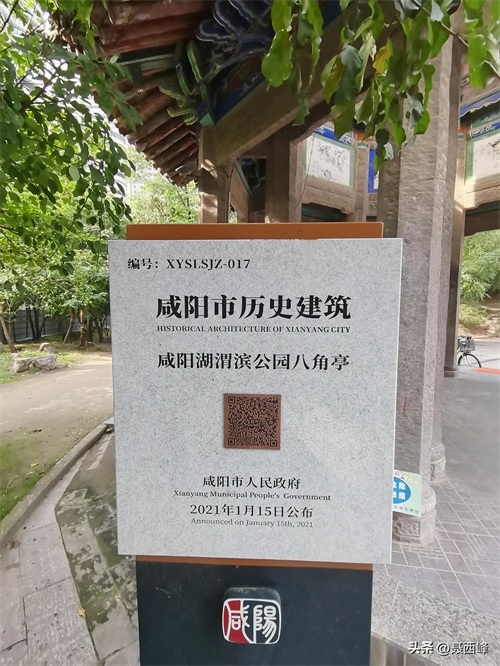 编号：XYSLSJZ-017
咸阳市历史建筑
HISTORICAL ARCHITECTURE OF XIANYANG CITY
咸阳湖渭滨公园八角亭
咸阳市人民政府
Xianyang Municipal People's Government
2021年1月15日公布
Announced on January 15th, 2021
咸陽
头条 @聂西峰